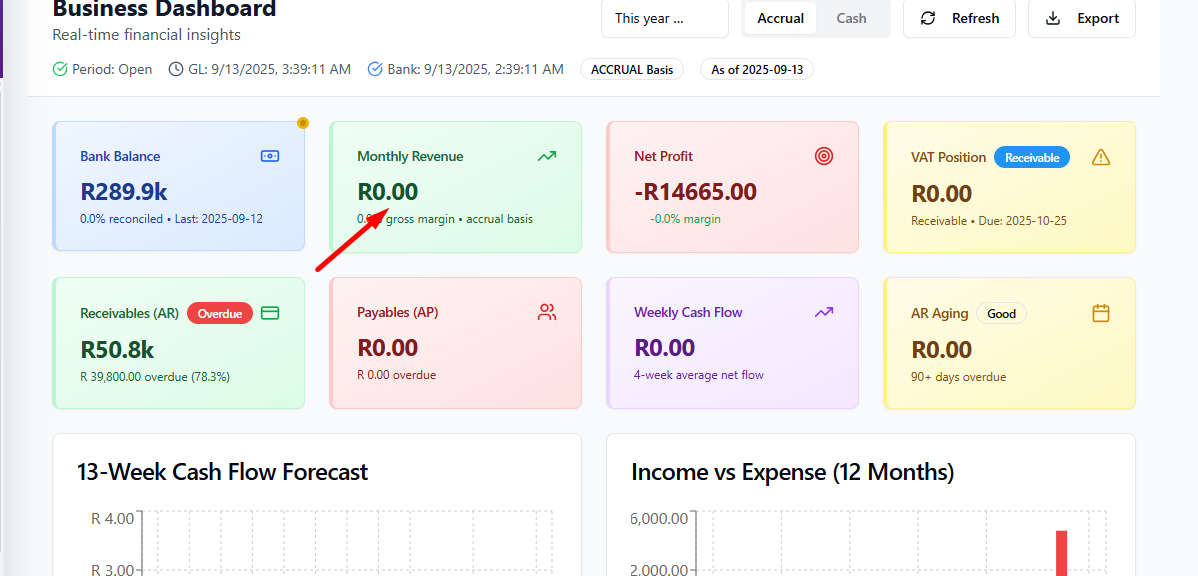 Business Dashboard
Real-time financial insights
This year ...
Accrual
Cash
Refresh
Export
Period: Open
GL: 9/13/2025, 3:39:11 AM
Bank: 9/13/2025, 2:39:11 AM
ACCRUAL Basis
As of 2025-09-13
Bank Balance
R289.9k
0.0% reconciled • Last: 2025-09-12
Monthly Revenue
R0.00
gross margin • accrual basis
Net Profit
-R14665.00
-0.0% margin
VAT Position
Receivable
R0.00
Receivable • Due: 2025-10-25
Receivables (AR)
Overdue
R50.8k
R 39,800.00 overdue (78.3%)
Payables (AP)
R0.00
R 0.00 overdue
Weekly Cash Flow
R0.00
4-week average net flow
AR Aging
Good
R0.00
90+ days overdue
13-Week Cash Flow Forecast
R 4.00
R 3.00
Income vs Expense (12 Months)
6,000.00
2,000.00